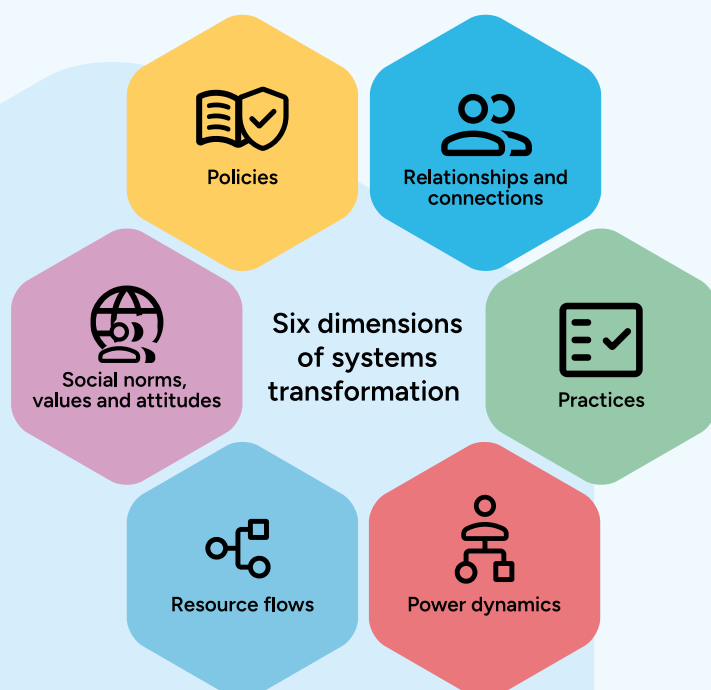 Policies
Relationships and
connections
Social norms,
values and attitudes
Six dimensions
of systems
transformation
Practices
Resource flows
Power dynamics